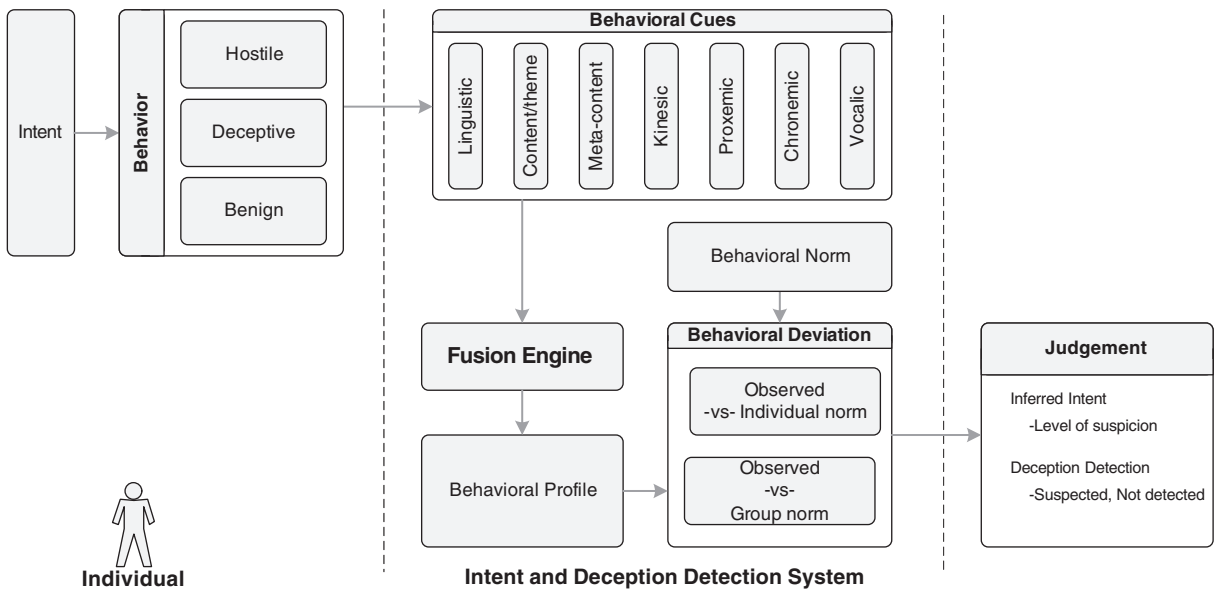 Intent
Behavior
Hostile
Deceptive
Benign
Individual
Behavioral Cues
Linguistic
Content/theme
Meta-content
Kinesic
Proxemic
Chronemic
Vocalic
Behavioral Norm
Fusion Engine
Behavioral Profile
Behavioral Deviation
Observed
-vs- Individual norm
Observed
-vs-
Group norm
Intent and Deception Detection System
Judgement
Inferred Intent
-Level of suspicion
Deception Detection
-Suspected, Not detected